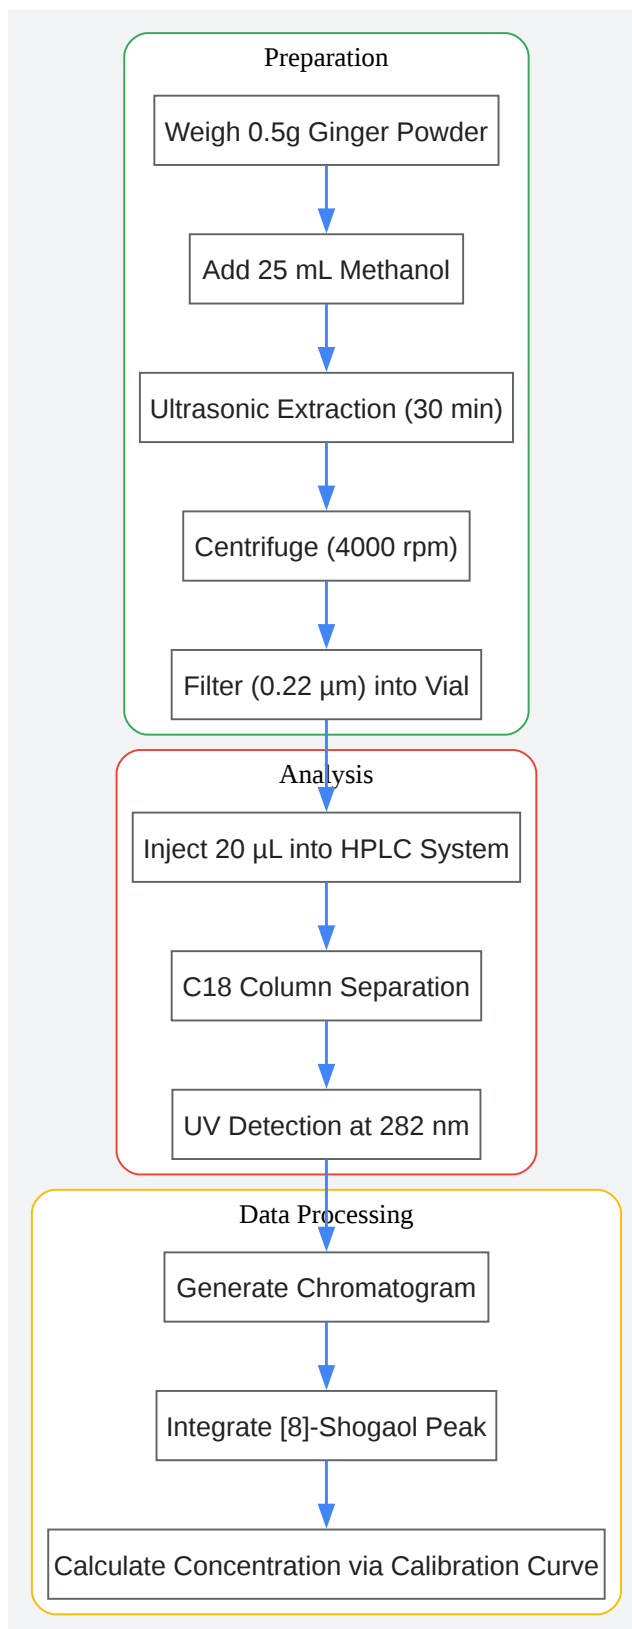 Preparation
Weigh 0.5g Ginger Powder
Add 25 mL Methanol
Ultrasonic Extraction (30 min)
Centrifuge (4000 rpm)
Filter (0.22 µm) into Vial
Analysis
Inject 20 µL into HPLC System
C18 Column Separation
UV Detection at 282 nm
Data Processing
Generate Chromatogram
Integrate [8]-Shogaol Peak
Calculate Concentration via Calibration Curve